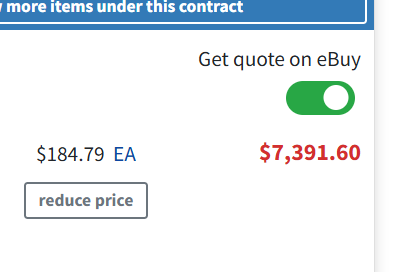 more items under this contract
Get quote on eBuy
$184.79 EA
$7,391.60
reduce price